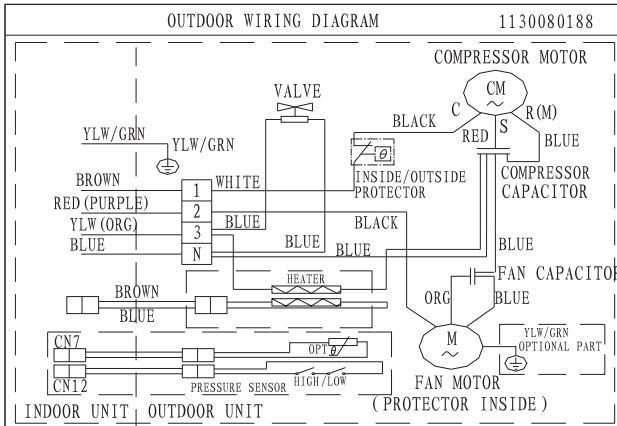 OUTDOOR WIRING DIAGRAM 1130080188
COMPRESSOR MOTOR
VALVE
CM
~
C
S
R(M)
BLACK
RED
BLUE
YLW/GRN
YLW/GRN
θ
INSIDE/OUTSIDE
PROTECTOR
COMPRESSOR
CAPACITOR
BROWN
1
WHITE
RED(PURPLE)
2
BLACK
YLW(ORG)
3
BLUE
BLUE
N
BLUE
BLUE
BLUE
HEATER
FAN CAPACITOR
BROWN
BLUE
ORG
BLUE
M
~
YLW/GRN
OPTIONAL PART
CN7
OPT
θ
CN12
PRESSURE SENSOR
HIGH/LOW
FAN MOTOR
(PROTECTOR INSIDE)
INDOOR UNIT
OUTDOOR UNIT